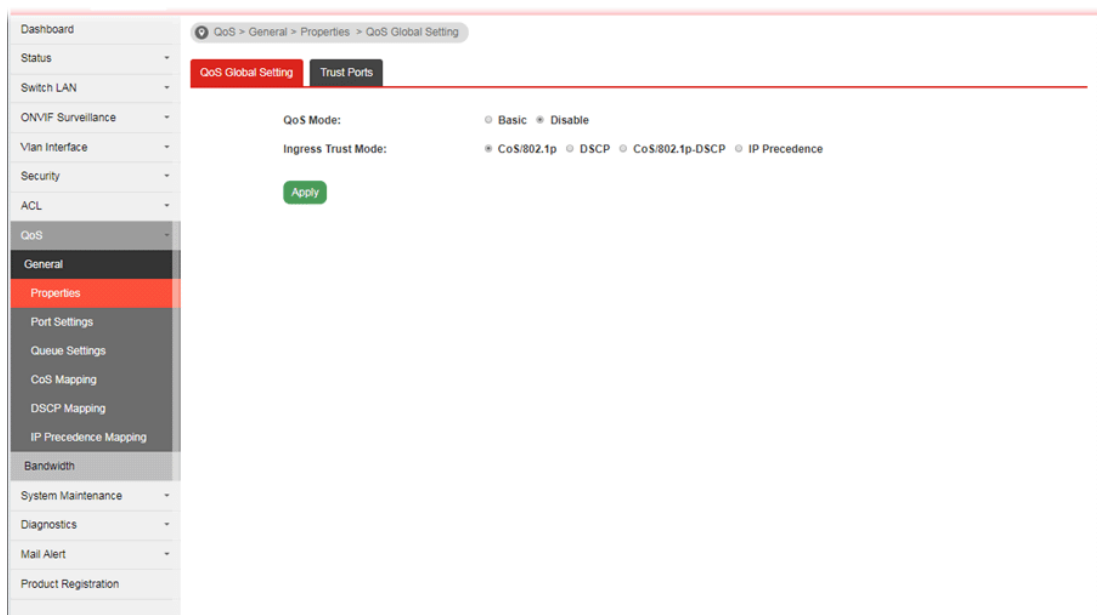 Dashboard
QoS > General > Properties > QoS Global Setting
Status
QoS Global Setting Trust Ports
Switch LAN
ONVIF Surveillance
QoS Mode: Basic Disable
Vlan Interface
Ingress Trust Mode: CoS/802.1p DSCP CoS/802.1p-DSCP IP Precedence
Security
Apply
ACL
QoS
General
Properties
Port Settings
Queue Settings
CoS Mapping
DSCP Mapping
IP Precedence Mapping
Bandwidth
System Maintenance
Diagnostics
Mail Alert
Product Registration